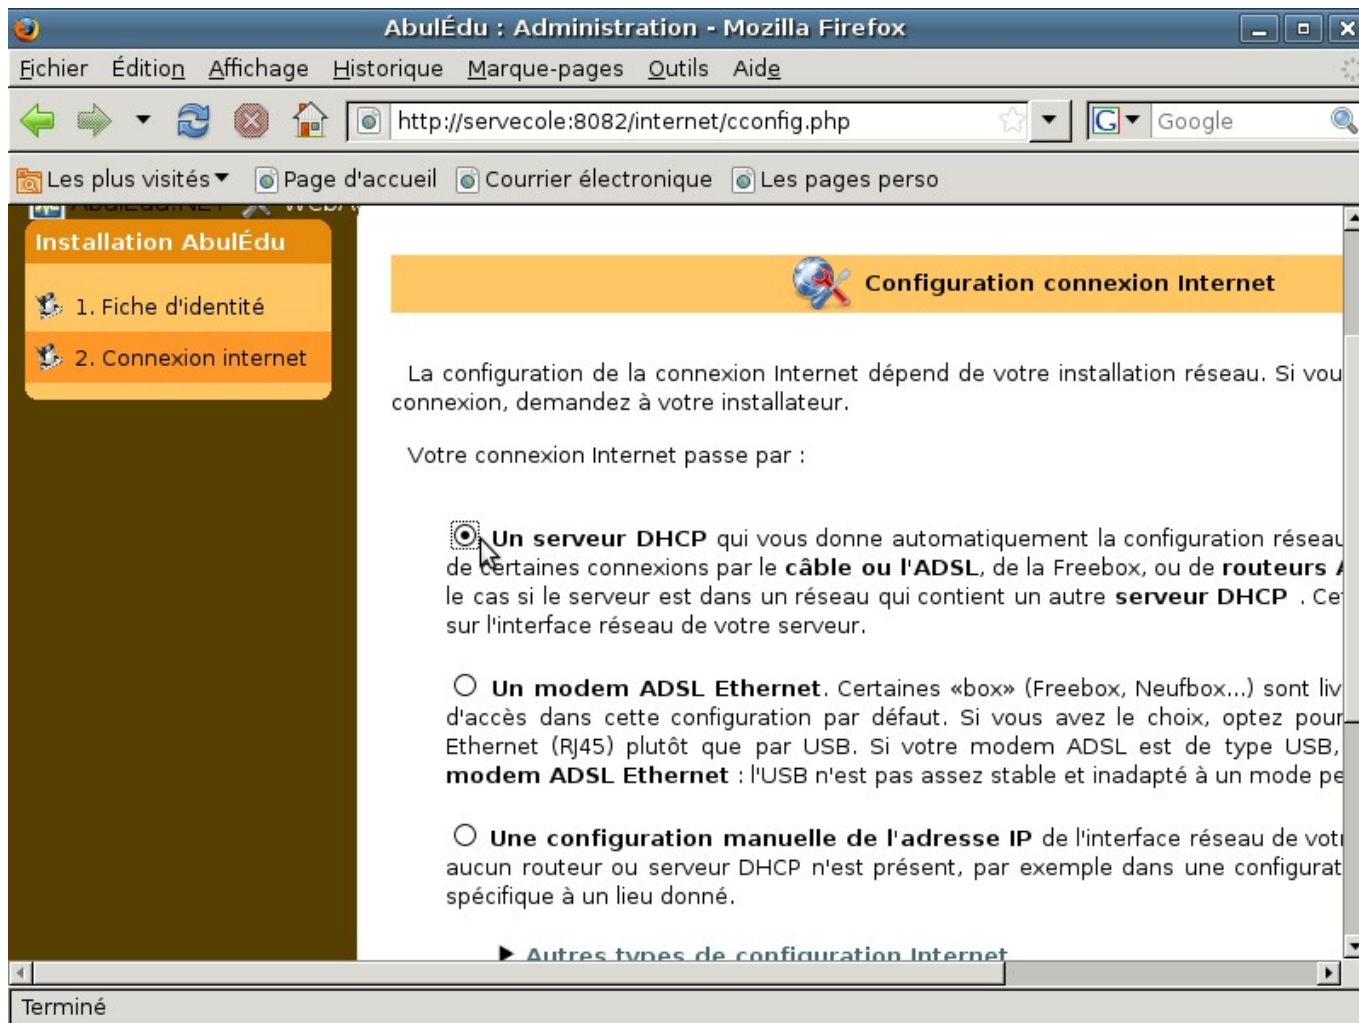 AbulÉdu : Administration - Mozilla Firefox
Fichier Édition Affichage Historique Marque-pages Outils Aide
http://servecole:8082/internet/cconfig.php G Google
Les plus visités Page d'accueil Courrier électronique Les pages perso
Installation AbulÉdu
1. Fiche d'identité
2. Connexion internet
Configuration connexion Internet
La configuration de la connexion Internet dépend de votre installation réseau. Si vou
connexion, demandez à votre installateur.
Votre connexion Internet passe par :
Un serveur DHCP qui vous donne automatiquement la configuration réseau
de certaines connexions par le câble ou l'ADSL, de la Freebox, ou de routeurs A
le cas si le serveur est dans un réseau qui contient un autre serveur DHCP . Cet
sur l'interface réseau de votre serveur.
Un modem ADSL Ethernet. Certaines «box» (Freebox, Neufbox...) sont liv
d'accès dans cette configuration par défaut. Si vous avez le choix, optez pour
Ethernet (RJ45) plutôt que par USB. Si votre modem ADSL est de type USB,
modem ADSL Ethernet : l'USB n'est pas assez stable et inadapté à un mode pe
Une configuration manuelle de l'adresse IP de l'interface réseau de votr
aucun routeur ou serveur DHCP n'est présent, par exemple dans une configurat
spécifique à un lieu donné.
Autres types de configuration Internet
Terminé